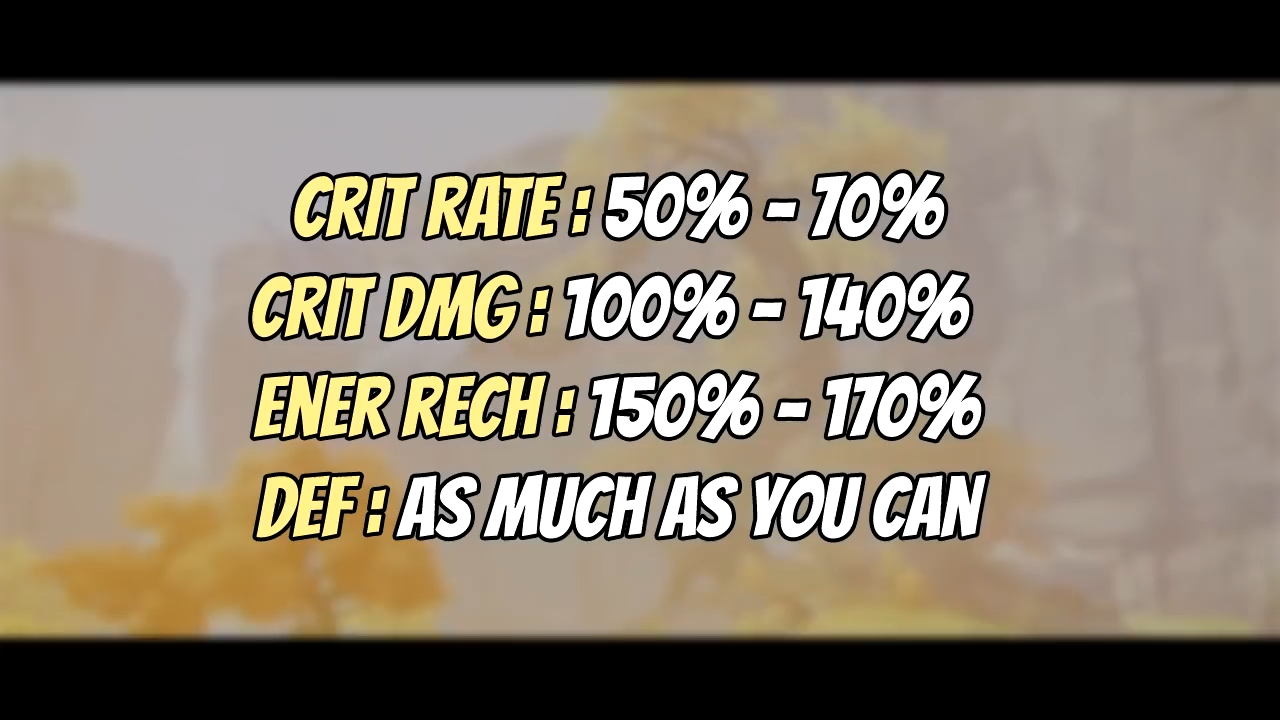 CRIT RATE : 50% - 70%
CRIT DMG : 100% - 140%
ENER RECH : 150% - 170%
DEF : AS MUCH AS YOU CAN